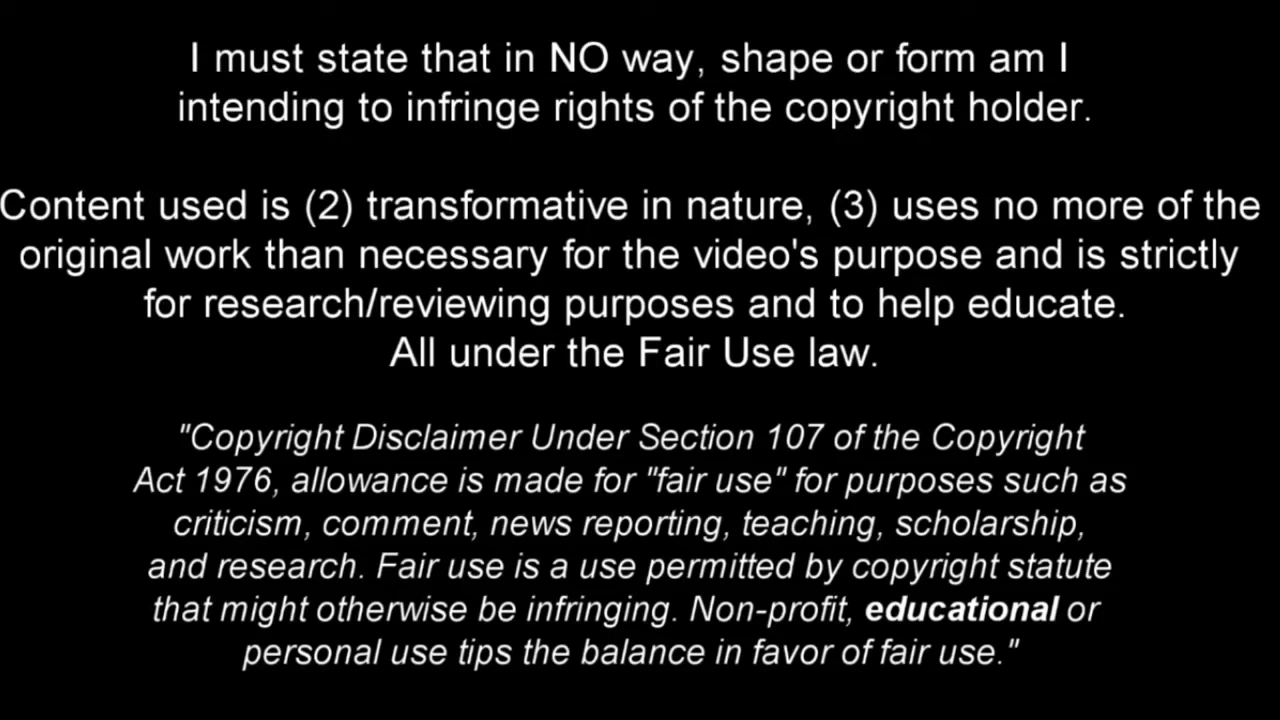 I must state that in NO way, shape or form am I
intending to infringe rights of the copyright holder.
Content used is (2) transformative in nature, (3) uses no more of the
original work than necessary for the video's purpose and is strictly
for research/reviewing purposes and to help educate.
All under the Fair Use law.
"Copyright Disclaimer Under Section 107 of the Copyright
Act 1976, allowance is made for "fair use" for purposes such as
criticism, comment, news reporting, teaching, scholarship,
and research. Fair use is a use permitted by copyright statute
that might otherwise be infringing. Non-profit, educational or
personal use tips the balance in favor of fair use."